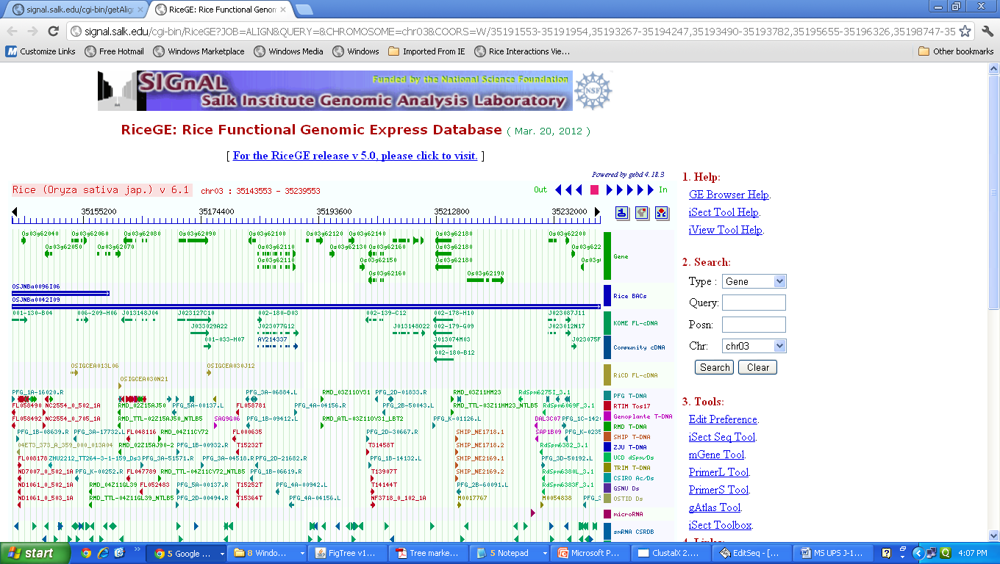 signal.salk.edu/cgi-bin/getAlig
RiceGE: Rice Functional Genom
signal.salk.edu/cgi-bin/RiceGE?JOB=ALIGN&QUERY=&CHROMOSOME=chr03&COORS=W/35191553-35191954,35193267-35194247,35193490-35193782,35195655-35196326,35198747-35
Customize Links Free Hotmail Windows Marketplace Windows Media Windows Imported From IE Rice Interactions Vie... Other bookmarks
SIGnAL Funded by the National Science Foundation
Salk Institute Genomic Analysis Laboratory NSF
RiceGE: Rice Functional Genomic Express Database ( Mar. 20, 2012 )
[ For the RiceGE release v 5.0, please click to visit. ]
Powered by gebd 4.18.3
Rice (Oryza sativa jap.) v 6.1 chr03 : 35143553 - 35239553 Out In
35155200 35174400 35193600 35212800 35232000
Os03g62040 Os03g62060 Os03g62080 Os03g62090 Os03g62100 Os03g62120 Os03g62140 Os03g62180 Os03g62200
Os03g62050 Os03g62070 Os03g62110 Os03g62130 Os03g62160 Os03g62180
Os03g62110 Os03g62150 Os03g62180 Os03g
Os03g62160 Os03g62190
Gene
OSJNBa0096I06
Rice BACs
OSJNBa0042I09
001-130-B04 006-209-H06 J013148J04 J023127C10 002-180-D03 002-139-C12 002-178-H10 J023087J11
KOME FL-cDNA
J033029A22 J023077G12 J013148O22 002-179-G09 J023012N17
001-033-H07 AY214337 J013074M03 J023075F
Community cDNA
002-180-B12
OSIGCEA013L06 OSIGCEA030J12
RiCD FL-cDNA
OSIGCEA030N21
PFG_1A-16020.R PFG_3A-06884.L RMD_03Z11OY31 PFG_2D-01833.R RMD_03Z11HM23 RdSpm6275I_3.1
PFG T-DNA
FL058490 NC2554_0_502_1A RMD_02Z15AJ50 PFG_5A-00137.L FL058781 PFG_4A-04156.R PFG_2B-50043.L RMD_TTL-03Z11HM23_NTLB5 RdSpm6069F_3.1
RTIM Tos17
FL058492 NC2554_0_705_1A RMD_TTL-02Z15AJ50_NTLB5 SAG9G06 PFG_1B-09412.L RMD_ATL-03Z11OY31_LBT2 PFG_K-01126.L DAL3C07 PFG_1C-142
Genoplante T-DNA
PFG_1B-08639.R PFG_3A-17732.L FL048116 RMD_04Z11CY72 FL000635 PFG_2D-30667.R SHIP_NE1718.1 SAP1B09 PFG_K-0235
RMD T-DNA
SHIP T-DNA
04ET3_373_A_359_000_013A04 RMD_02Z15AJ90-2 PFG_1B-00932.R T15232T T31458T SHIP_NE1718.2 RdSpm6382_3.1
ZJU T-DNA
FL008178 ZHU2212_TT264-3-1-159_Ds3 PFG_3A-51571.R PFG_3A-04518.R PFG_2D-21682.R PFG_1B-14132.L SHIP_NE2169.1 PFG_3D-50192.L
UCD dSpm/Ds
ND7007_0_502_1A PFG_K-00252.R FL047789 RMD_TTL-04Z11CY72_NTLB5 PFG_1B-06619.R T13907T SHIP_NE2169.2 RdSpm6380L_3.1
TRIM T-DNA
CSIRO Ac/Ds
ND1061_0_502_1A RMD_04Z11GL39 FL052483 PFG_5A-00137.R T15252T PFG_4A-00942.L T14144T PFG_2B-60091.L RdSpm6383F_3.1
GSNU Ds
ND1061_0_503_1A RMD_TTL-04Z11GL39_NTLB5 PFG_2D-00494.R T15364T PFG_4A-04156.L NF3718_0_102_1A M0017767 M0054838 PFG_3
OSTID Ds
microRNA
smRNA CSRDB
1. Help:
GE Browser Help.
iSect Tool Help.
iView Tool Help.
2. Search:
Type : Gene
Query:
Posn:
Chr: chr03
Search Clear
3. Tools:
Edit Preference.
iSect Seq Tool.
mGene Tool.
PrimerL Tool.
PrimerS Tool.
gAtlas Tool.
iSect Toolbox.
start 5 Google ... 8 Windo... FigTree v1... Tree marke... 5 Notepad Microsoft P... ClustalX 2.... EditSeq - [... MS UPS J-1... 4:07 PM